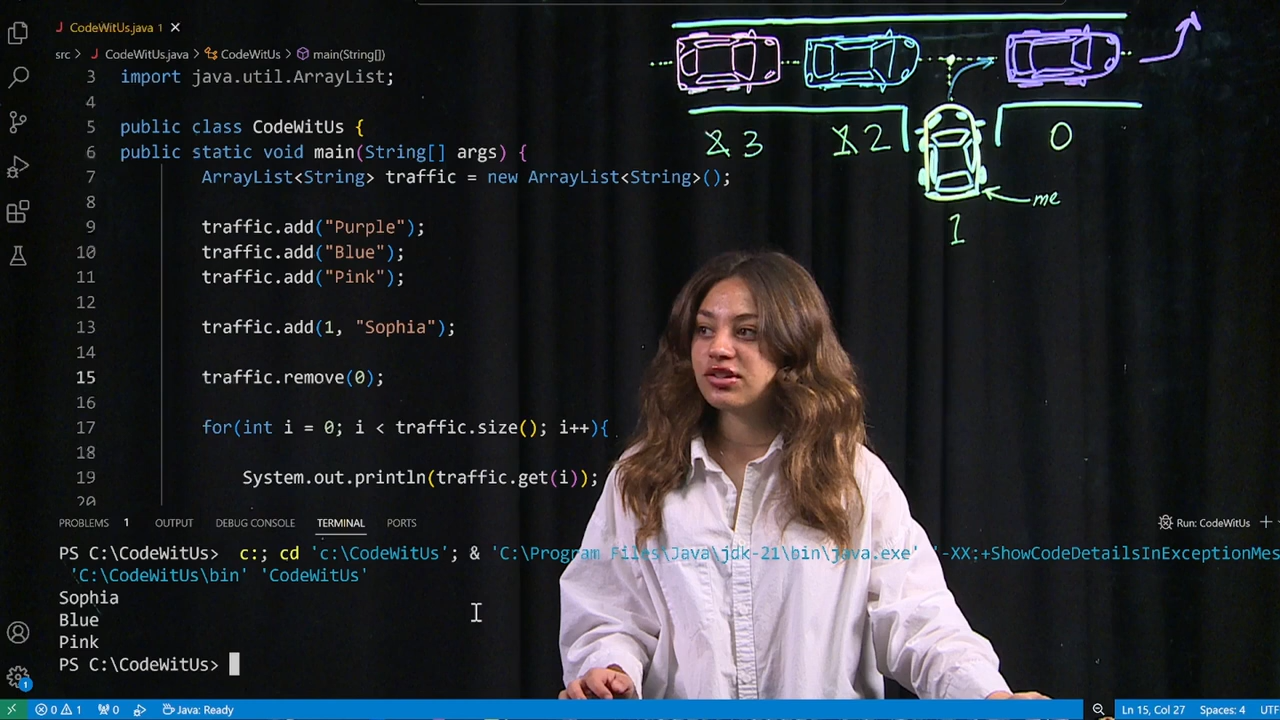 CodeWitUs.java 1
src > CodeWitUs.java > CodeWitUs > main(String[])
3 import java.util.ArrayList;
4
5 public class CodeWitUs {
6 public static void main(String[] args) {
7 ArrayList<String> traffic = new ArrayList<String>();
8
9 traffic.add("Purple");
10 traffic.add("Blue");
11 traffic.add("Pink");
12
13 traffic.add(1, "Sophia");
14
15 traffic.remove(0);
16
17 for(int i = 0; i < traffic.size(); i++){
18
19 System.out.println(traffic.get(i));
20
3 2 0
me
1
PROBLEMS 1 OUTPUT DEBUG CONSOLE TERMINAL PORTS
Run: CodeWitUs
PS C:\CodeWitUs> c:; cd 'c:\CodeWitUs'; & 'C:\Program Files\Java\jdk-21\bin\java.exe' '-XX:+ShowCodeDetailsInExceptionMes
'C:\CodeWitUs\bin' 'CodeWitUs'
Sophia
Blue
Pink
PS C:\CodeWitUs>
1
0 1 0 Java: Ready Ln 15, Col 27 Spaces: 4 UTF